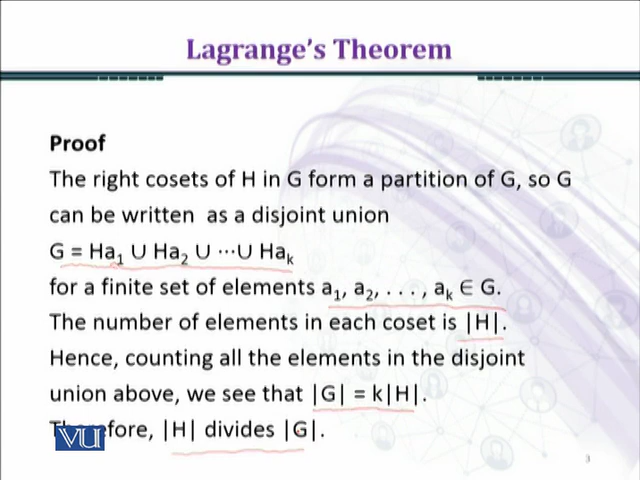 Lagrange's Theorem
Proof
The right cosets of H in G form a partition of G, so G
can be written as a disjoint union
G = Ha₁ ∪ Ha₂ ∪ ⋯∪ Haₖ
for a finite set of elements a₁, a₂, . . . , aₖ ∈ G.
The number of elements in each coset is |H|.
Hence, counting all the elements in the disjoint
union above, we see that |G| = k|H|.
Therefore, |H| divides |G|.
VU
3